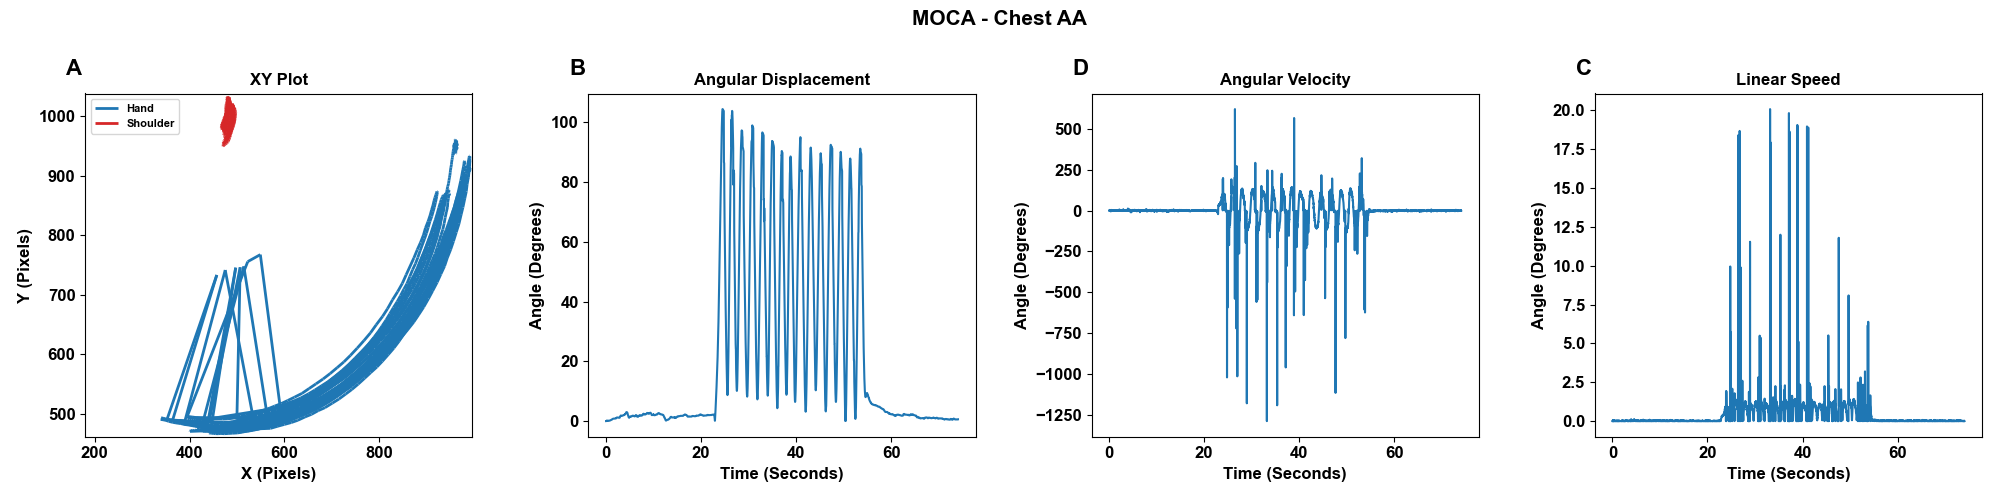 MOCA - Chest AA
A
XY Plot
Hand
Shoulder
1000
900
800
700
600
500
Y (Pixels)
200 400 600 800
X (Pixels)
B
Angular Displacement
100
80
60
40
20
0
Angle (Degrees)
0 20 40 60
Time (Seconds)
D
Angular Velocity
500
250
0
−250
−500
−750
−1000
−1250
Angle (Degrees)
0 20 40 60
Time (Seconds)
C
Linear Speed
20.0
17.5
15.0
12.5
10.0
7.5
5.0
2.5
0.0
Angle (Degrees)
0 20 40 60
Time (Seconds)